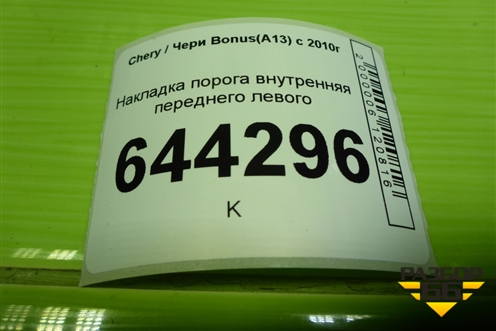 Chery / Чери Bonus(A13) с 2010г
Накладка порога внутренняя
переднего левого
644296
К
2000006120816
РАЗБОР
66